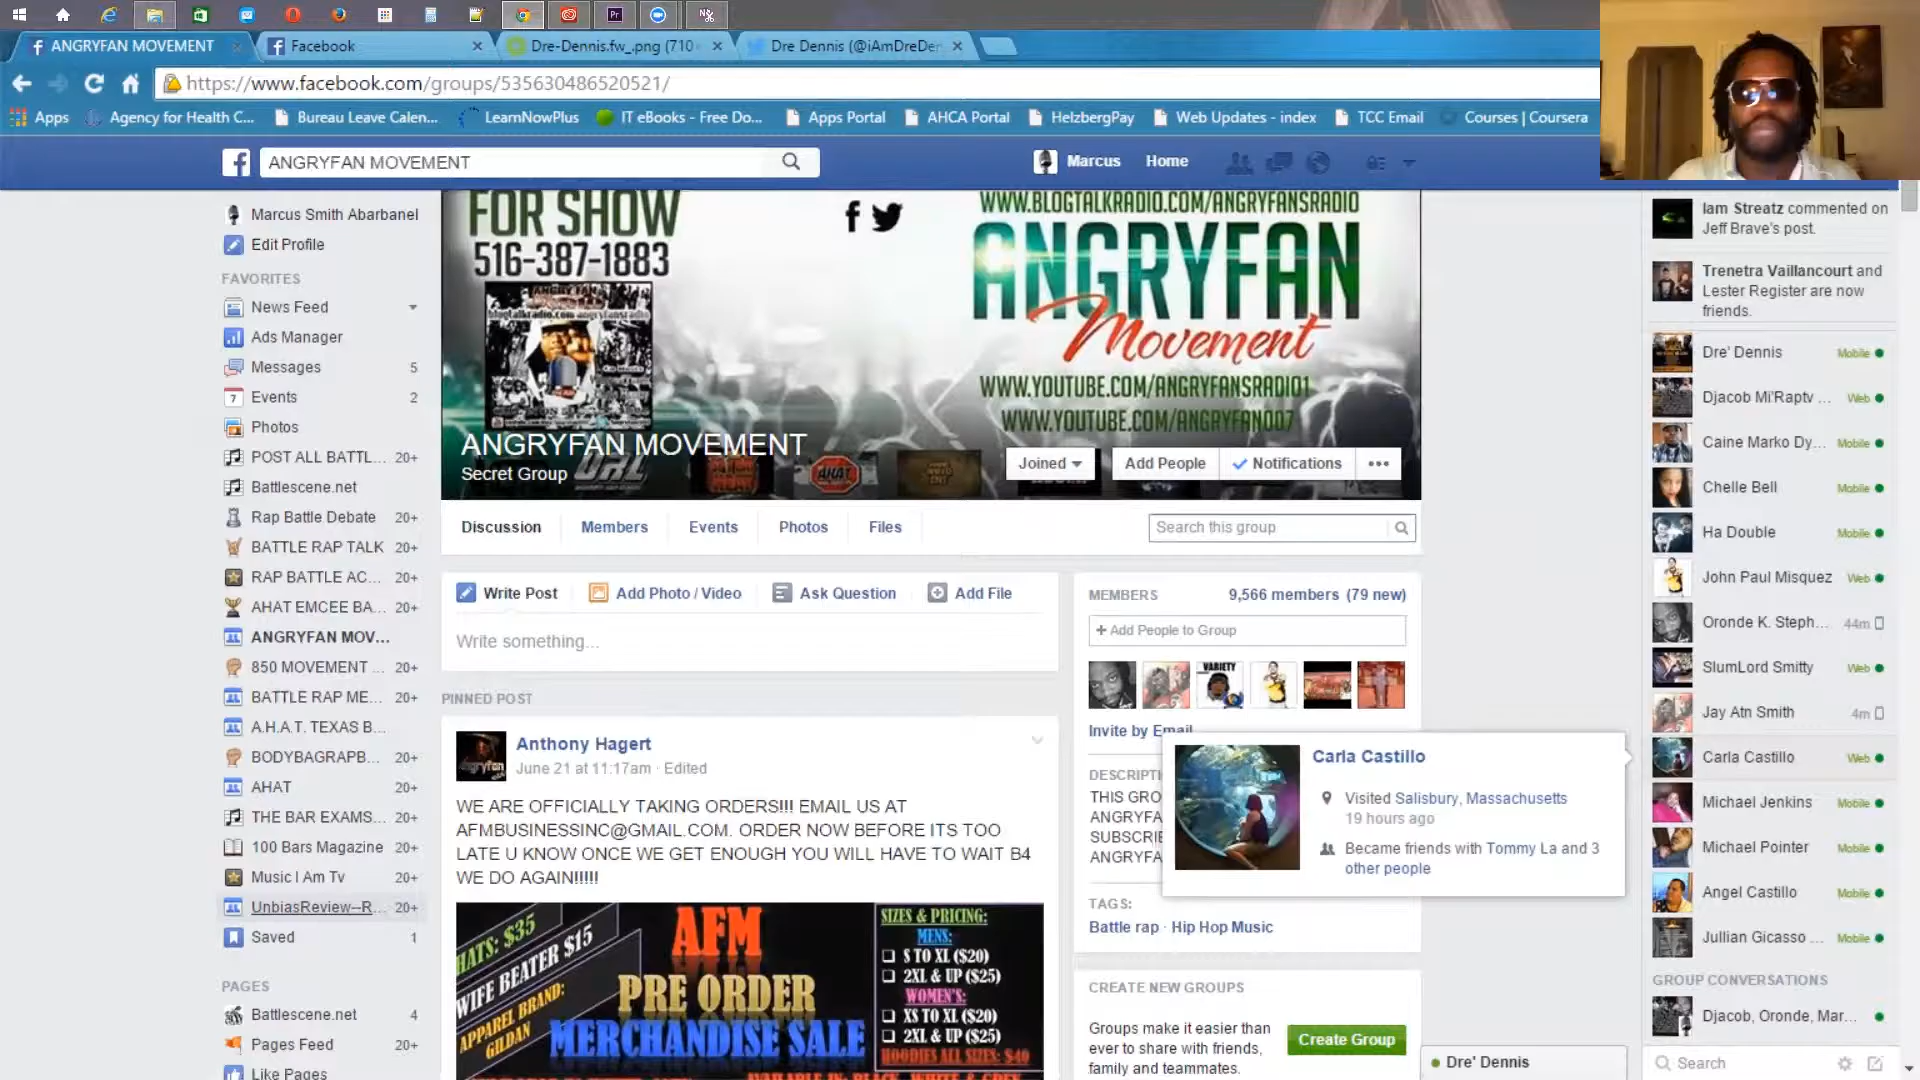 ANGRYFAN MOVEMENT
Facebook
Dre-Dennis.fw_.png (710
Dre Dennis (@iAmDreDer
https://www.facebook.com/groups/535630486520521/
Apps
Agency for Health C...
Bureau Leave Calen...
LearnNowPlus
IT eBooks - Free Do...
Apps Portal
AHCA Portal
HelzbergPay
Web Updates - index
TCC Email
Courses | Coursera
ANGRYFAN MOVEMENT
Marcus
Home
Marcus Smith Abarbanel
Edit Profile
FAVORITES
News Feed
Ads Manager
Messages 5
Events 2
Photos
POST ALL BATTL... 20+
Battlescene.net
Rap Battle Debate 20+
BATTLE RAP TALK 20+
RAP BATTLE AC... 20+
AHAT EMCEE BA... 20+
ANGRYFAN MOV...
850 MOVEMENT ... 20+
BATTLE RAP ME... 20+
A.H.A.T. TEXAS B...
BODYBAGRAPB... 20+
AHAT 20+
THE BAR EXAMS... 20+
100 Bars Magazine 20+
Music I Am Tv 20+
UnbiasReview--R... 20+
Saved 1
PAGES
Battlescene.net 4
Pages Feed 20+
Like Pages
FOR SHOW
516-387-1883
WWW.BLOGTALKRADIO.COM/ANGRYFANSRADIO
ANGRYFAN
Movement
WWW.YOUTUBE.COM/ANGRYFANSRADIO1
WWW.YOUTUBE.COM/ANGRYFAN007
ANGRYFAN MOVEMENT
Secret Group
URL
AHAT
Joined
Add People
Notifications
Discussion
Members
Events
Photos
Files
Search this group
Write Post
Add Photo / Video
Ask Question
Add File
Write something...
PINNED POST
Anthony Hagert
June 21 at 11:17am · Edited
WE ARE OFFICIALLY TAKING ORDERS!!! EMAIL US AT
AFMBUSINESSINC@GMAIL.COM. ORDER NOW BEFORE ITS TOO
LATE U KNOW ONCE WE GET ENOUGH YOU WILL HAVE TO WAIT B4
WE DO AGAIN!!!!!
HATS: $35
WIFE BEATER $15
APPAREL BRAND:
GILDAN
AFM
PRE ORDER
MERCHANDISE SALE
SIZES & PRICING:
MENS:
S TO XL ($20)
2XL & UP ($25)
WOMEN'S:
XS TO XL ($20)
2XL & UP ($25)
HOODIES ALL SIZES: $40
MEMBERS
9,566 members (79 new)
+ Add People to Group
VARIETY
Invite by Email
DESCRIPTI
THIS GRO
ANGRYFA
SUBSCRIE
ANGRYFA
TAGS:
Battle rap · Hip Hop Music
CREATE NEW GROUPS
Groups make it easier than
ever to share with friends,
family and teammates.
Create Group
Carla Castillo
Visited Salisbury, Massachusetts
19 hours ago
Became friends with Tommy La and 3
other people
Iam Streatz commented on
Jeff Brave's post.
Trenetra Vaillancourt and
Lester Register are now
friends.
Dre' Dennis Mobile
Djacob Mi'Raptv ... Web
Caine Marko Dy... Mobile
Chelle Bell Mobile
Ha Double Mobile
John Paul Misquez Web
Oronde K. Steph... 44m
SlumLord Smitty Web
Jay Atn Smith 4m
Carla Castillo Web
Michael Jenkins Mobile
Michael Pointer Mobile
Angel Castillo Mobile
Jullian Gicasso ... Mobile
GROUP CONVERSATIONS
Djacob, Oronde, Mar...
Dre' Dennis
Search